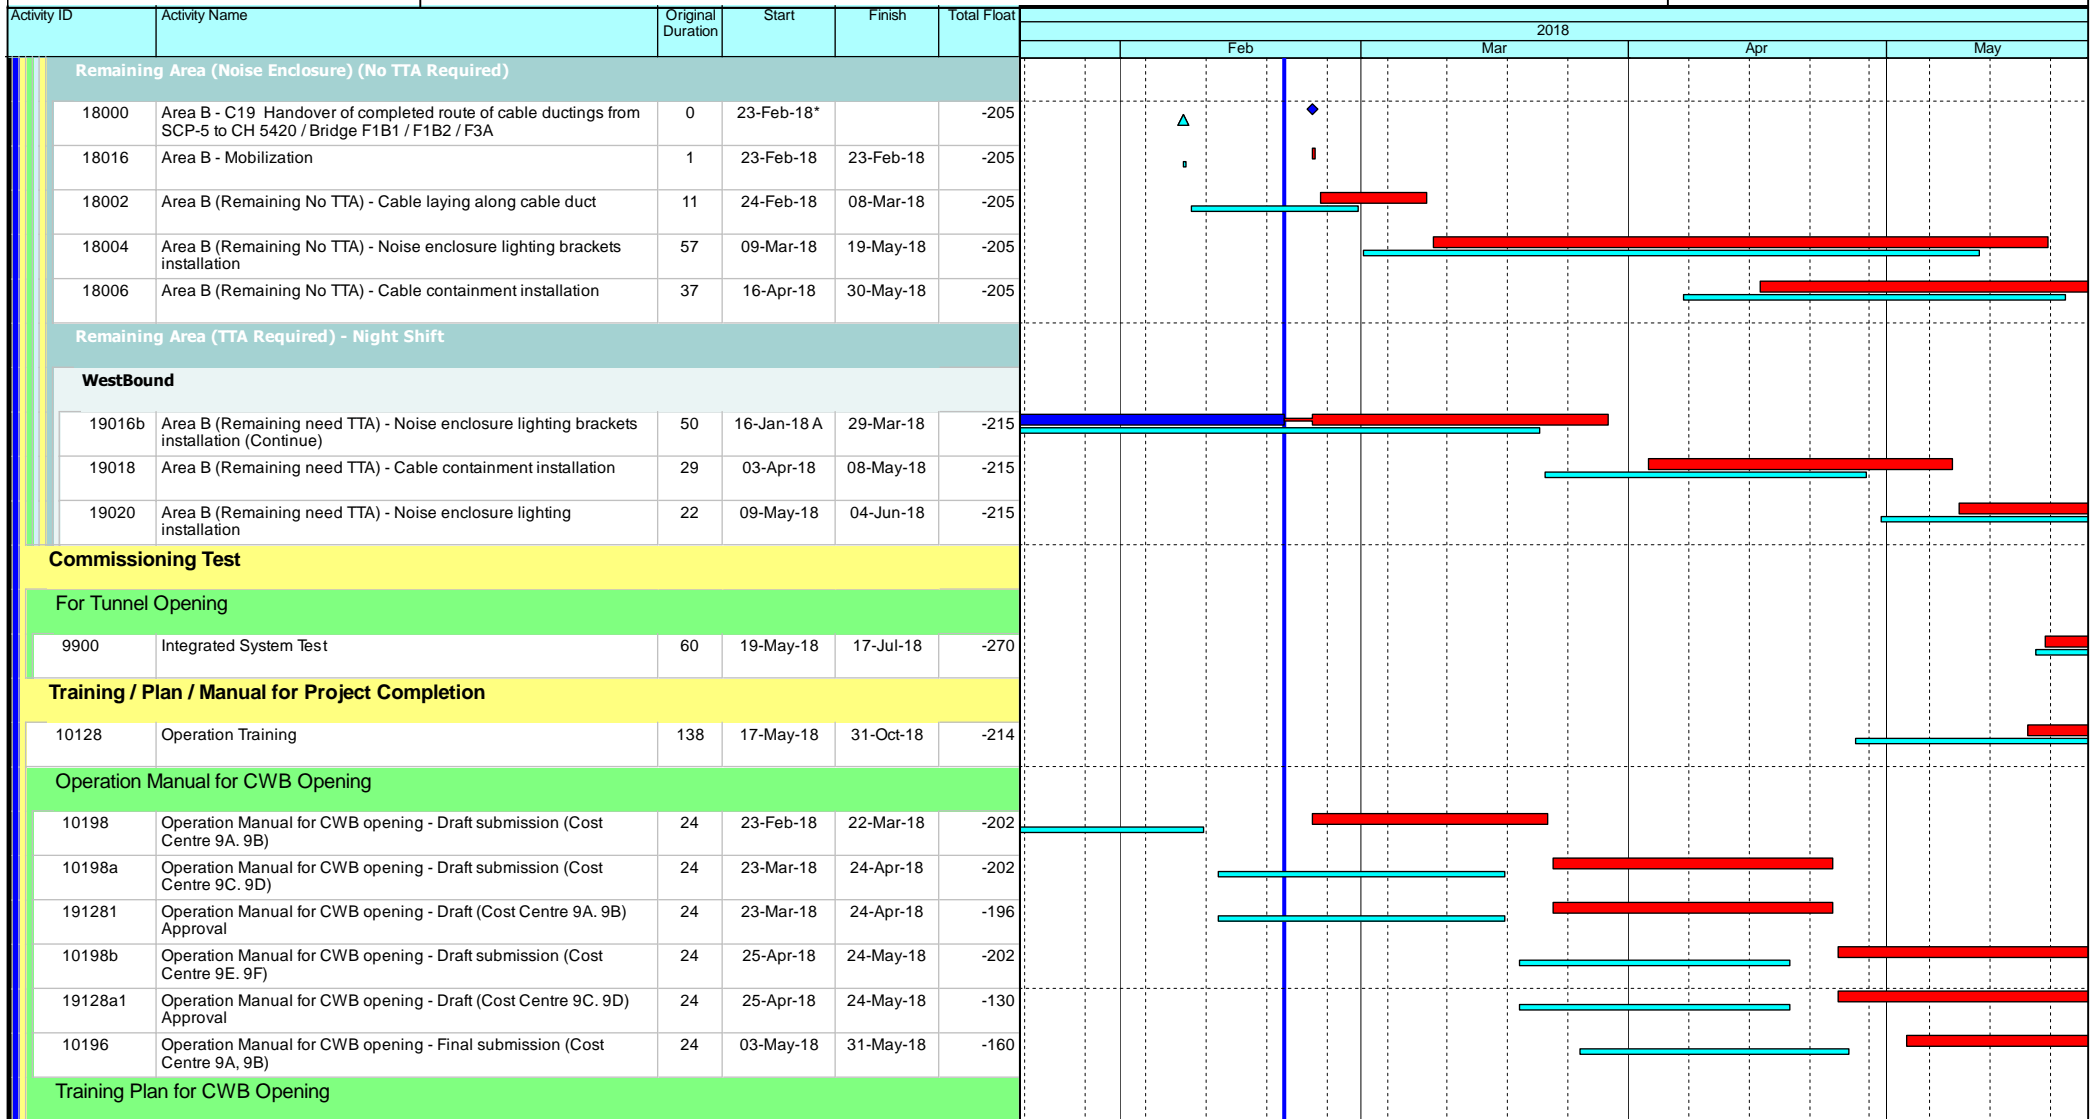 Activity ID Activity Name Original Start Finish Total Float
Duration
2018
Feb Mar Apr May
Remaining Area (Noise Enclosure) (No TTA Required)
18000 Area B - C19 Handover of completed route of cable ductings from 0 23-Feb-18* -205
SCP-5 to CH 5420 / Bridge F1B1 / F1B2 / F3A
18016 Area B - Mobilization 1 23-Feb-18 23-Feb-18 -205
18002 Area B (Remaining No TTA) - Cable laying along cable duct 11 24-Feb-18 08-Mar-18 -205
18004 Area B (Remaining No TTA) - Noise enclosure lighting brackets 57 09-Mar-18 19-May-18 -205
installation
18006 Area B (Remaining No TTA) - Cable containment installation 37 16-Apr-18 30-May-18 -205
Remaining Area (TTA Required) - Night Shift
WestBound
19016b Area B (Remaining need TTA) - Noise enclosure lighting brackets 50 16-Jan-18 A 29-Mar-18 -215
installation (Continue)
19018 Area B (Remaining need TTA) - Cable containment installation 29 03-Apr-18 08-May-18 -215
19020 Area B (Remaining need TTA) - Noise enclosure lighting 22 09-May-18 04-Jun-18 -215
installation
Commissioning Test
For Tunnel Opening
9900 Integrated System Test 60 19-May-18 17-Jul-18 -270
Training / Plan / Manual for Project Completion
10128 Operation Training 138 17-May-18 31-Oct-18 -214
Operation Manual for CWB Opening
10198 Operation Manual for CWB opening - Draft submission (Cost 24 23-Feb-18 22-Mar-18 -202
Centre 9A. 9B)
10198a Operation Manual for CWB opening - Draft submission (Cost 24 23-Mar-18 24-Apr-18 -202
Centre 9C. 9D)
191281 Operation Manual for CWB opening - Draft (Cost Centre 9A. 9B) 24 23-Mar-18 24-Apr-18 -196
Approval
10198b Operation Manual for CWB opening - Draft submission (Cost 24 25-Apr-18 24-May-18 -202
Centre 9E. 9F)
19128a1 Operation Manual for CWB opening - Draft (Cost Centre 9C. 9D) 24 25-Apr-18 24-May-18 -130
Approval
10196 Operation Manual for CWB opening - Final submission (Cost 24 03-May-18 31-May-18 -160
Centre 9A, 9B)
Training Plan for CWB Opening